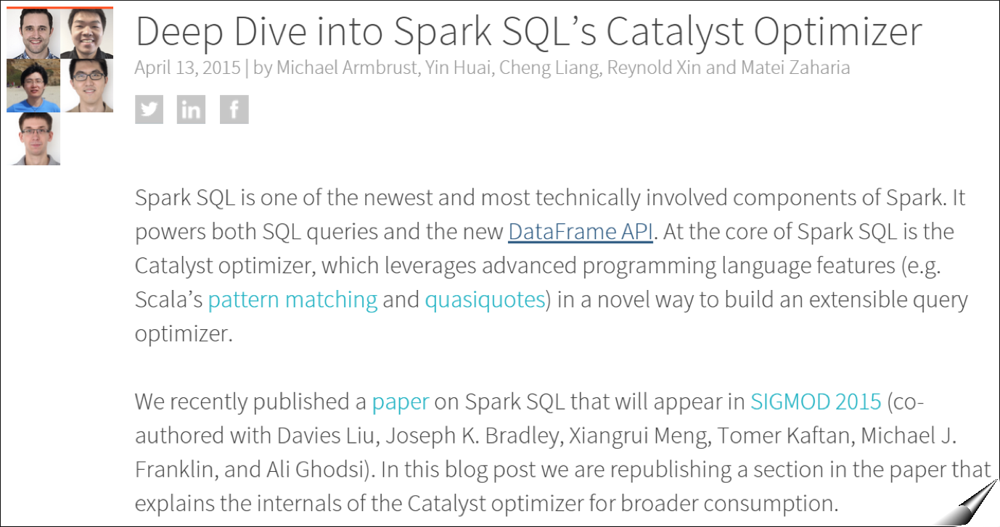 Deep Dive into Spark SQL’s Catalyst Optimizer
April 13, 2015 | by Michael Armbrust, Yin Huai, Cheng Liang, Reynold Xin and Matei Zaharia
in f
Spark SQL is one of the newest and most technically involved components of Spark. It
powers both SQL queries and the new DataFrame API. At the core of Spark SQL is the
Catalyst optimizer, which leverages advanced programming language features (e.g.
Scala’s pattern matching and quasiquotes) in a novel way to build an extensible query
optimizer.
We recently published a paper on Spark SQL that will appear in SIGMOD 2015 (co-
authored with Davies Liu, Joseph K. Bradley, Xiangrui Meng, Tomer Kaftan, Michael J.
Franklin, and Ali Ghodsi). In this blog post we are republishing a section in the paper that
explains the internals of the Catalyst optimizer for broader consumption.